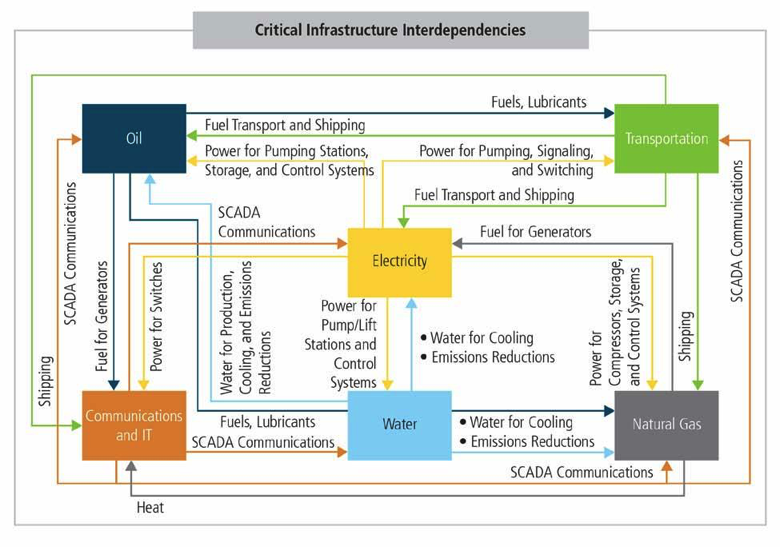 Critical Infrastructure Interdependencies
Fuels, Lubricants
Oil
Fuel Transport and Shipping
Transportation
Power for Pumping Stations,
Storage, and Control Systems
Power for Pumping, Signaling,
and Switching
Fuel Transport and Shipping
SCADA
Communications
Fuel for Generators
Electricity
SCADA Communications
Fuel for Generators
Power for Switches
Water for Production,
Cooling, and Emissions
Reductions
Power for
Pump/Lift
Stations and
Control
Systems
• Water for Cooling
• Emissions Reductions
Power for
Compressors, Storage,
and Control Systems
Shipping
SCADA Communications
Shipping
Communications
and IT
Fuels, Lubricants
SCADA Communications
Water
• Water for Cooling
• Emissions Reductions
Natural Gas
SCADA Communications
Heat